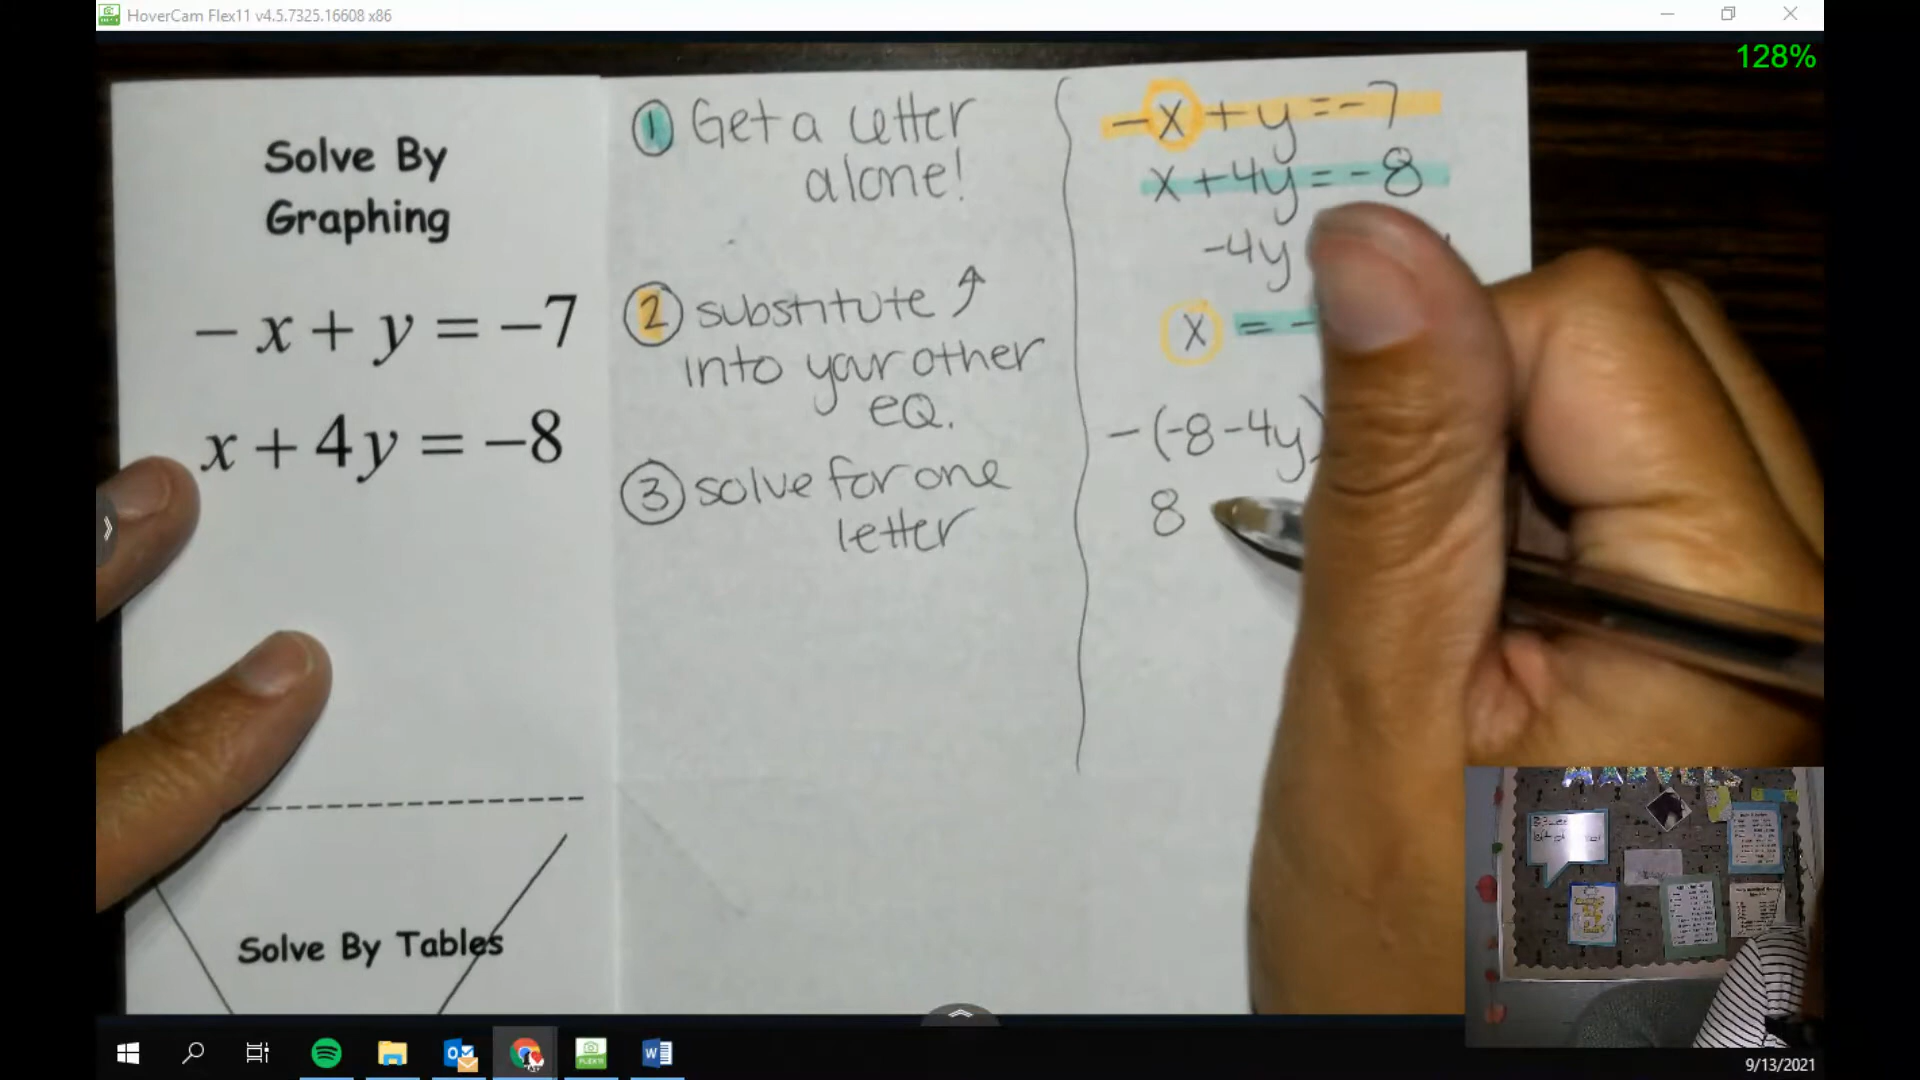 HoverCam Flex11 v4.5.7325.16608 x86
128%
Solve By
Graphing
− x + y = −7
x + 4y = −8
Solve By Tables
① Get a letter
alone!
② substitute ↑
into your other
eQ.
③ solve for one
letter
-x + y = -7
x + 4y = -8
-4y
x = -
-(-8-4y)
8
9/13/2021